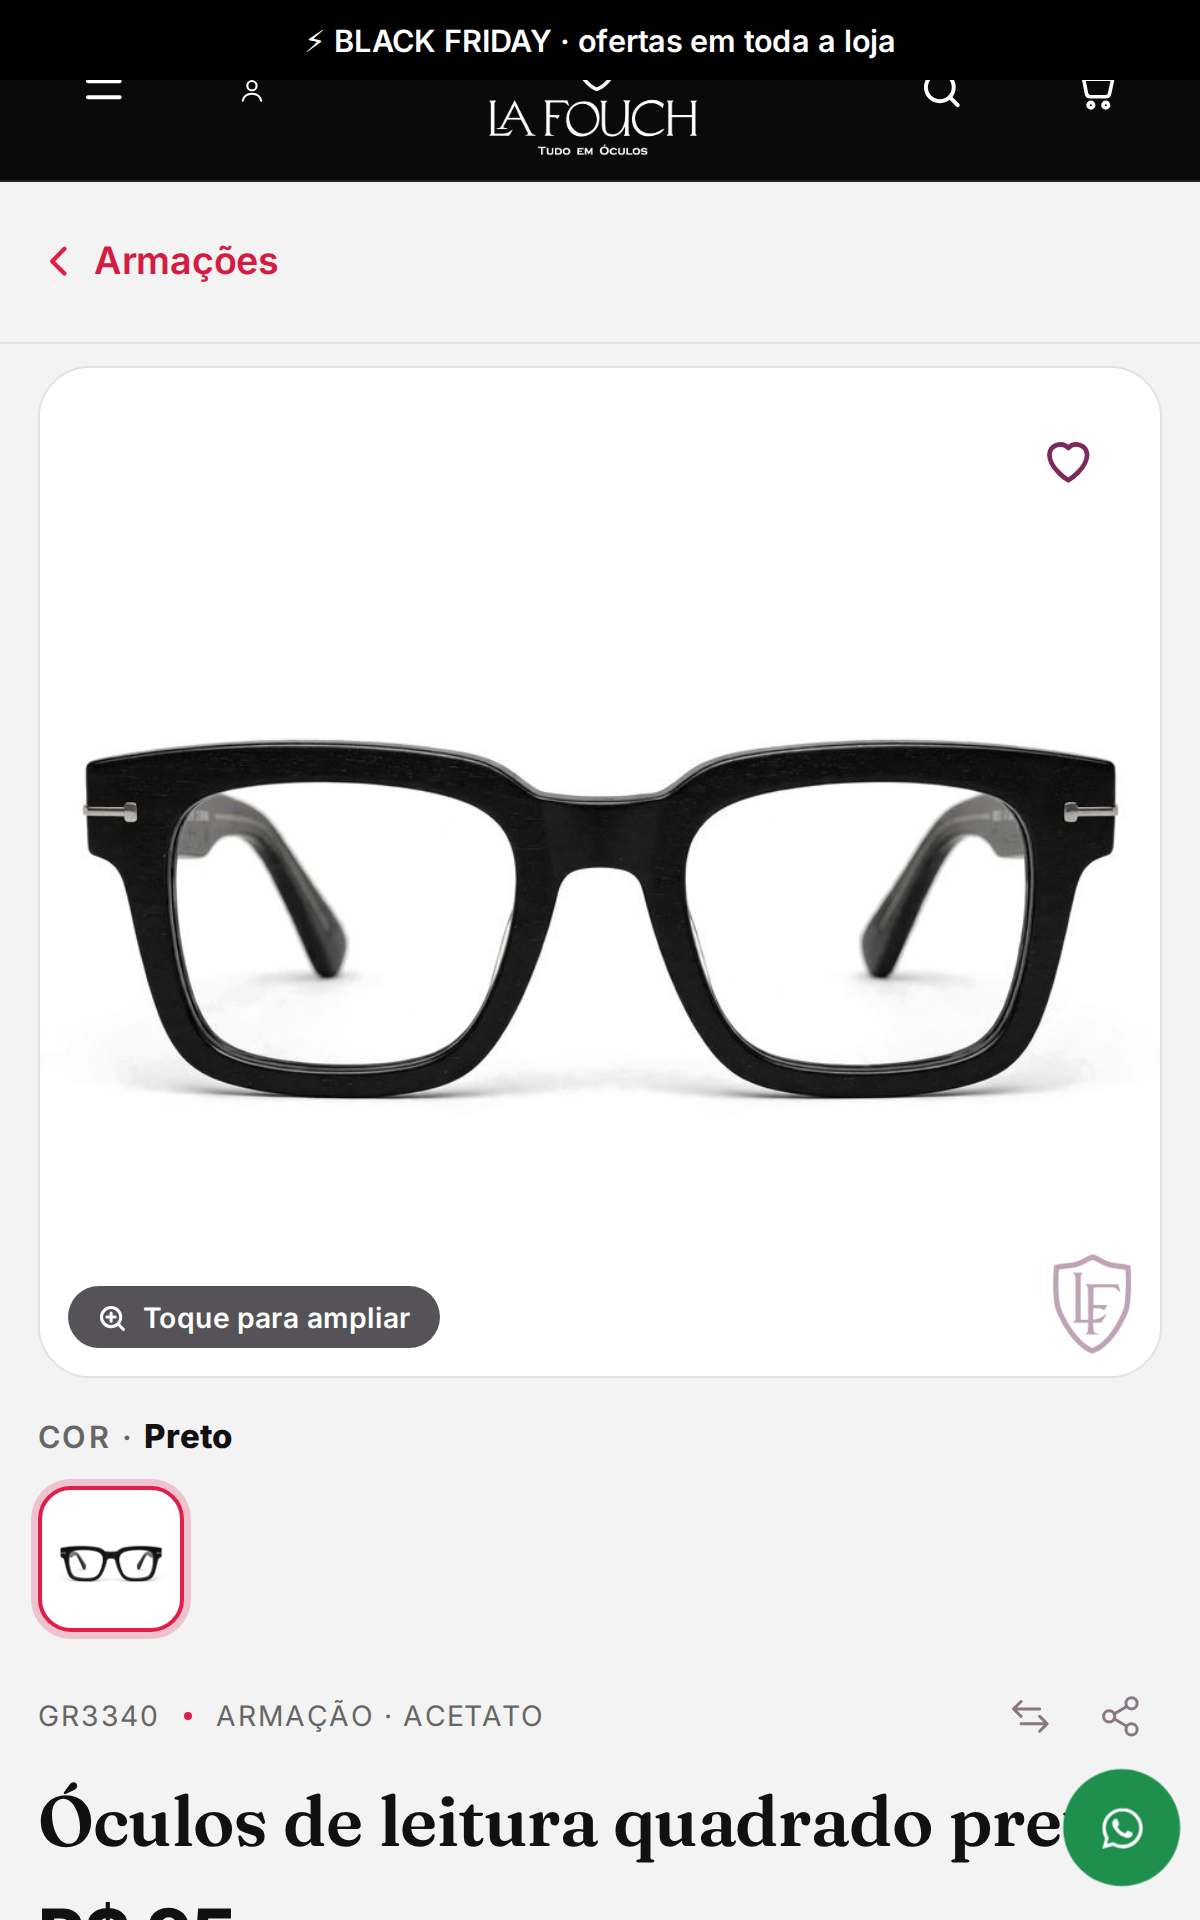 ⚡ BLACK FRIDAY · ofertas em toda a loja
LA FOUCH
TUDO EM ÓCULOS
Armações
LF
Toque para ampliar
COR · Preto
GR3340 • ARMAÇÃO · ACETATO
Óculos de leitura quadrado